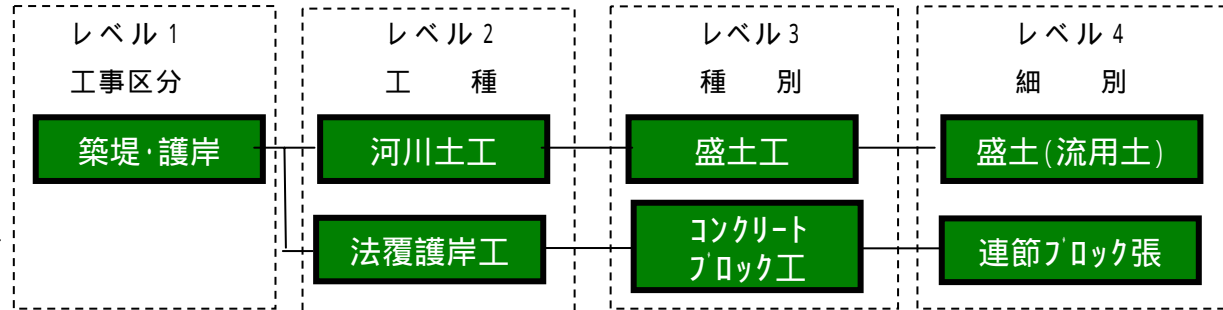 レベル1
レベル2
レベル3
レベル4
工事区分
工 種
種 別
細 別
築堤・護岸
河川土工
盛土工
盛土(流用土)
法覆護岸工
コンクリート
ブロック工
連節ブロック張